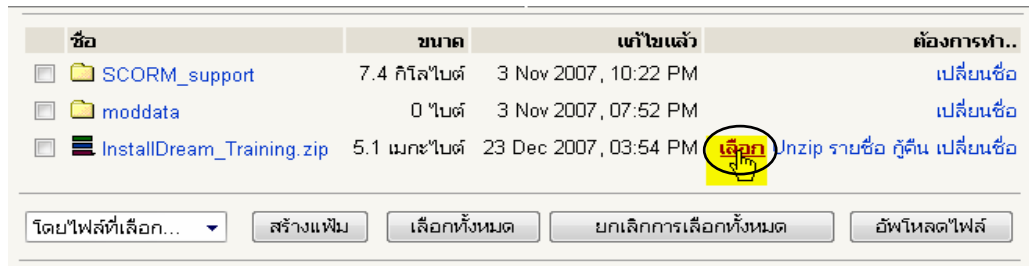 ชื่อ ขนาด แก้ไขแล้ว ต้องการทำ..
SCORM_support 7.4 กิโลไบต์ 3 Nov 2007, 10:22 PM เปลี่ยนชื่อ
moddata 0 ไบต์ 3 Nov 2007, 07:52 PM เปลี่ยนชื่อ
InstallDream_Training.zip 5.1 เมกะไบต์ 23 Dec 2007, 03:54 PM เลือก Unzip รายชื่อ กู้คืน เปลี่ยนชื่อ
โดยไฟล์ที่เลือก... สร้างแฟ้ม เลือกทั้งหมด ยกเลิกการเลือกทั้งหมด อัพโหลดไฟล์